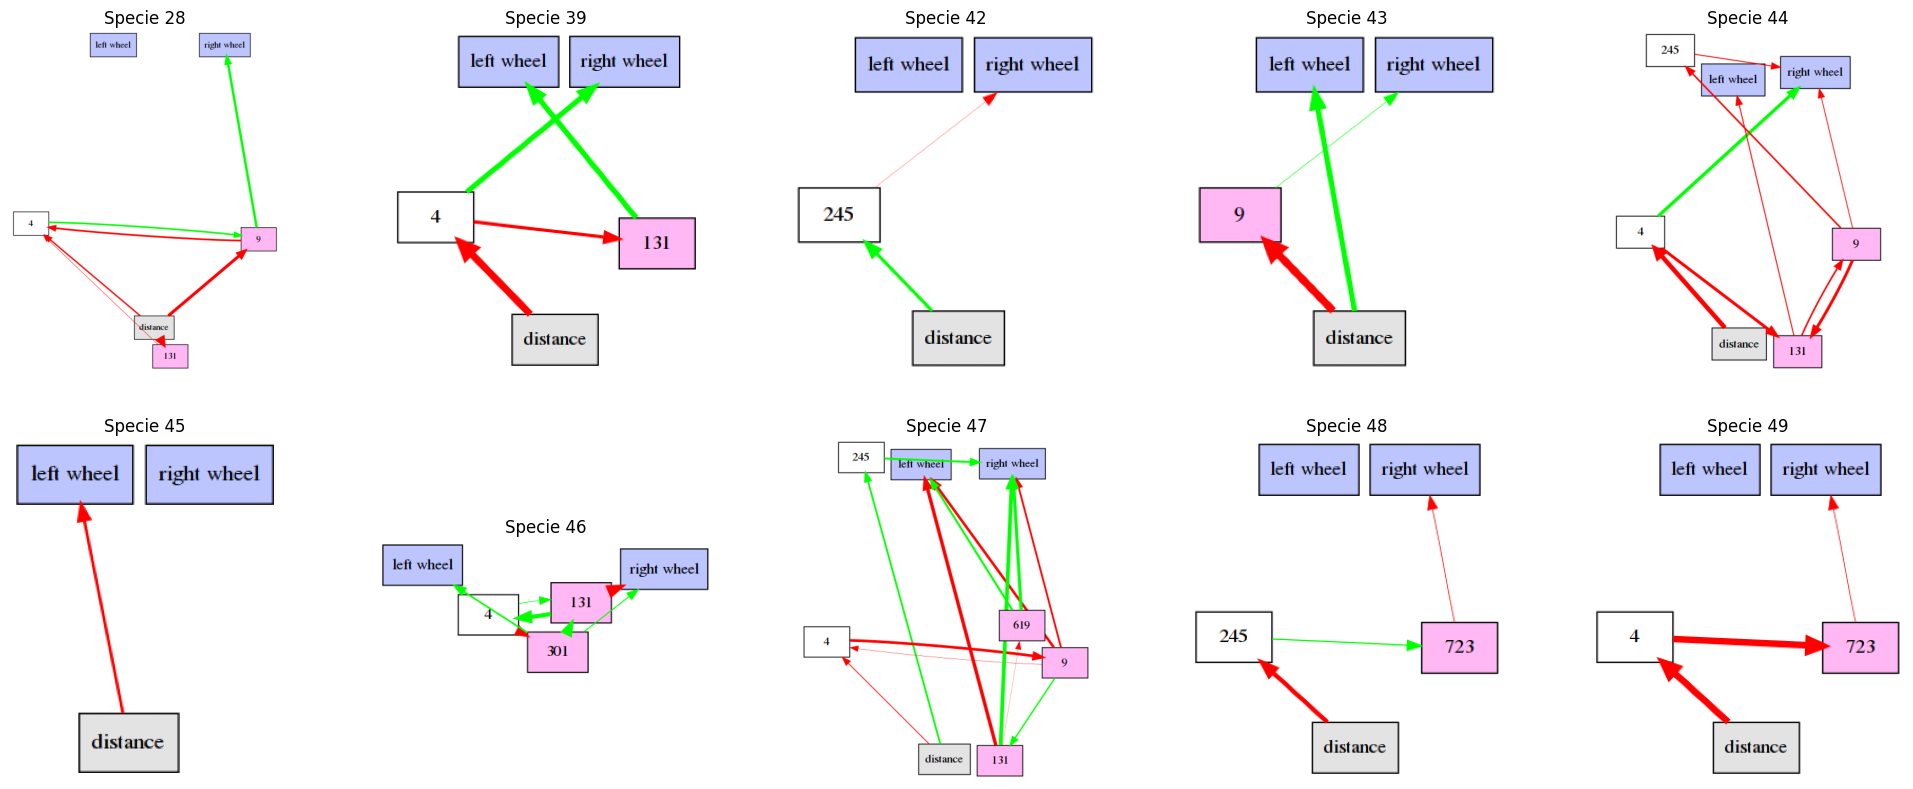 Specie 28
left wheel
right wheel
4
9
distance
131
Specie 39
left wheel
right wheel
4
131
distance
Specie 42
left wheel
right wheel
245
distance
Specie 43
left wheel
right wheel
9
distance
Specie 44
245
left wheel
right wheel
4
9
distance
131
Specie 45
left wheel
right wheel
distance
Specie 46
left wheel
right wheel
131
4
301
Specie 47
245
left wheel
right wheel
619
4
9
distance
131
Specie 48
left wheel
right wheel
245
723
distance
Specie 49
left wheel
right wheel
4
723
distance